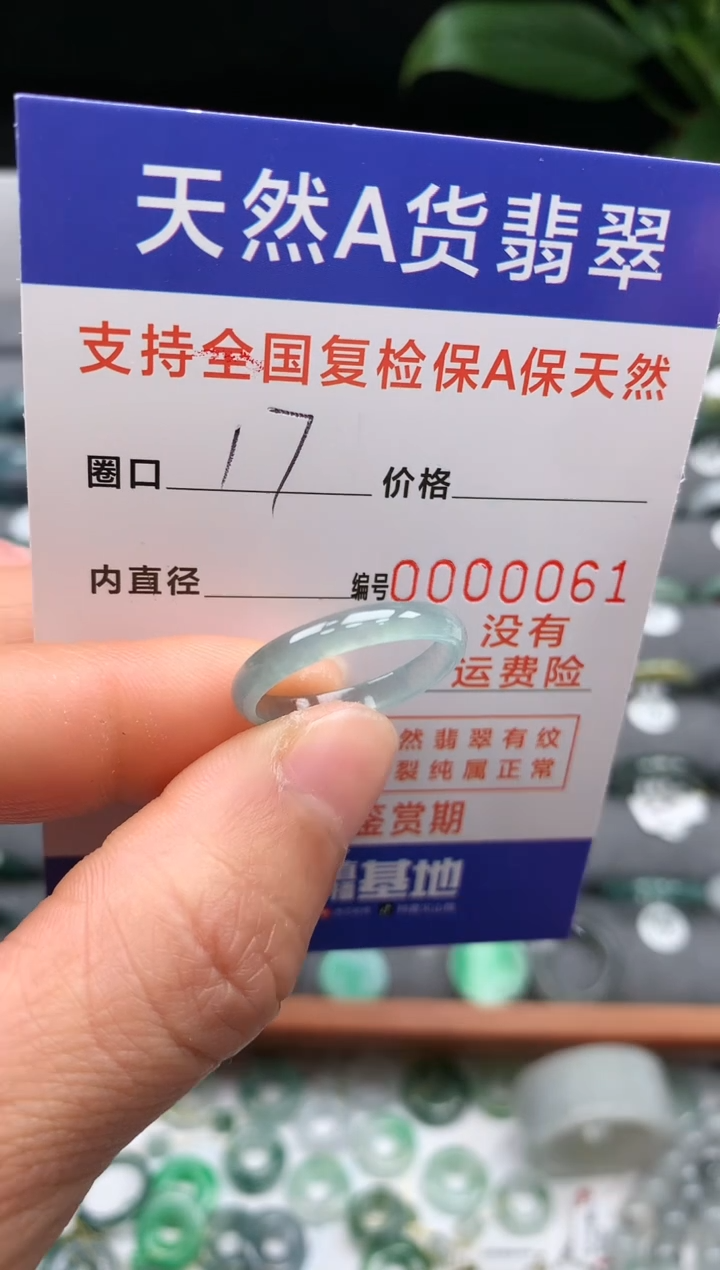 天然A货翡翠
支持全国复检保A保天然
圈口 17 价格
内直径 编号0000061
没有
运费险
然翡翠有纹
裂纯属正常
鉴赏期
基地